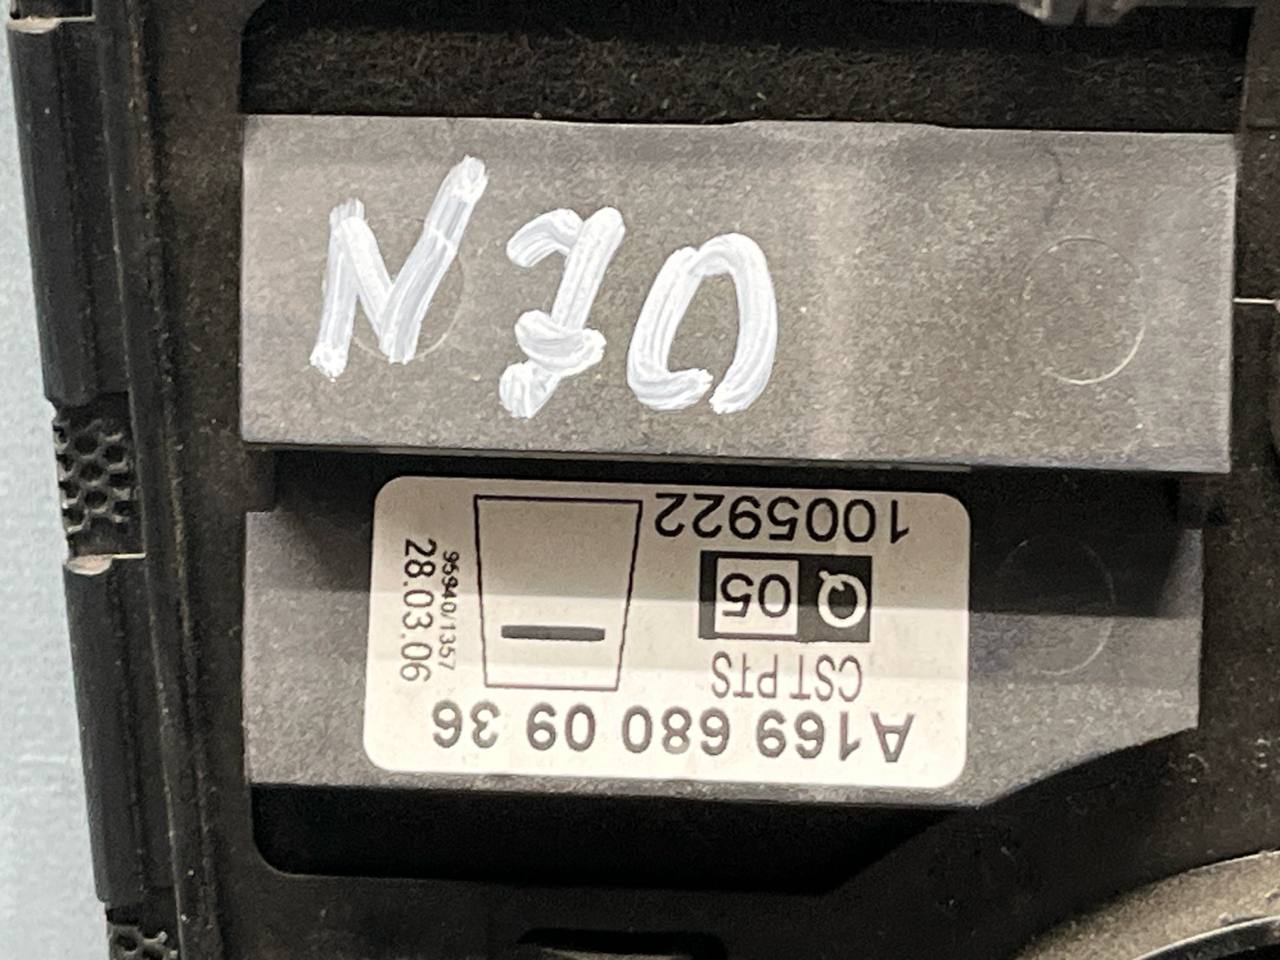 N70
A169 680 09 36
CST PTS
Q 05
1005922
95940/1357
28.03.06